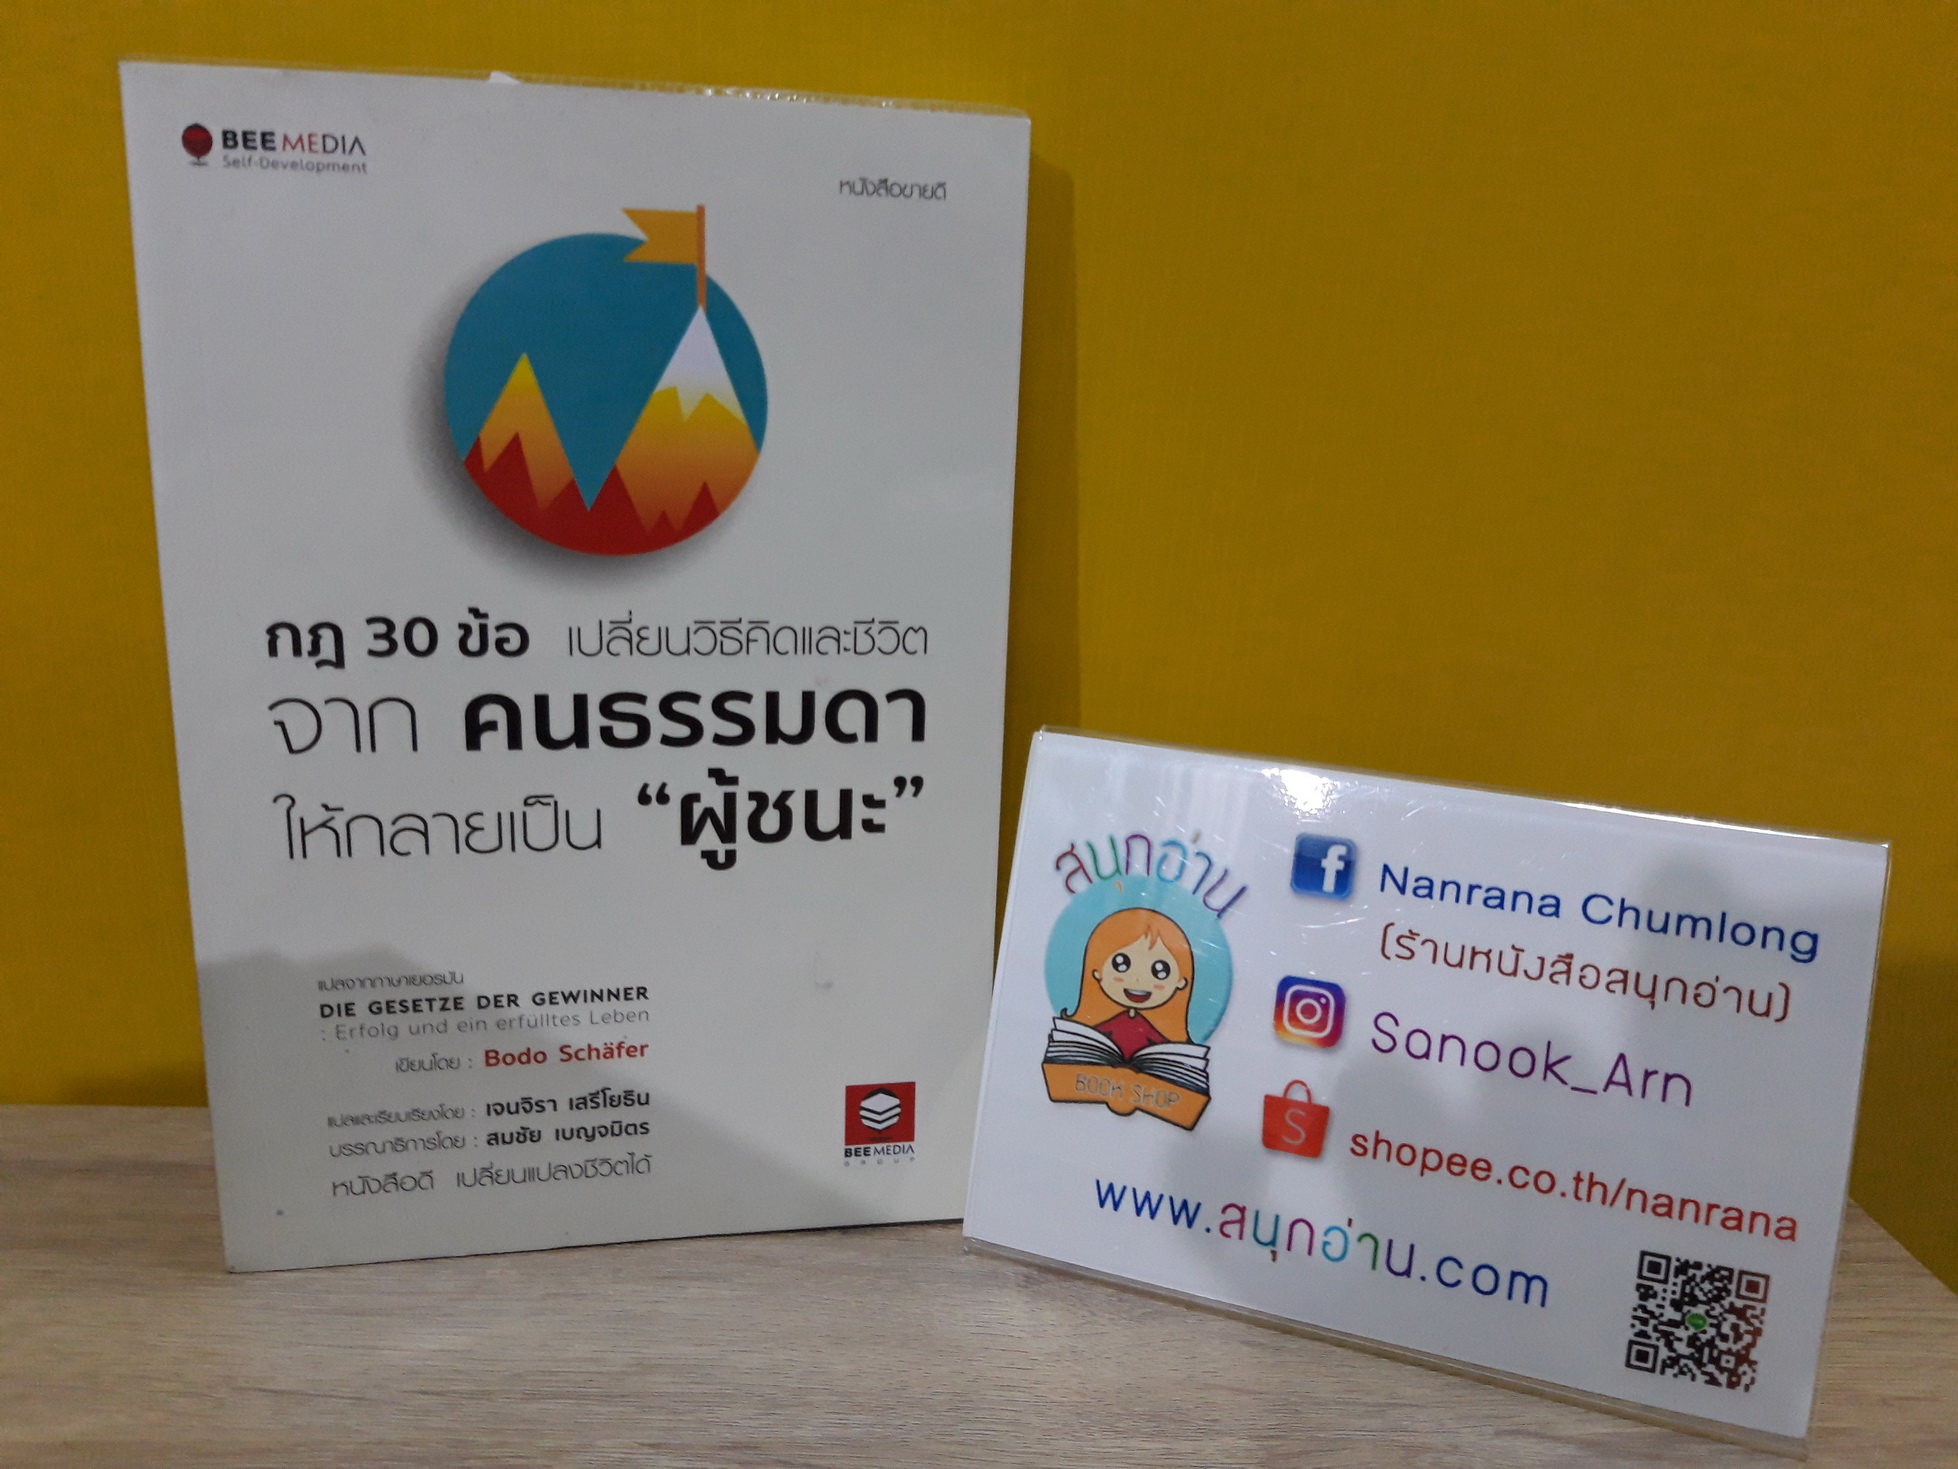 BEE MEDIA
Self-Development
หนังสือขายดี
กฎ 30 ข้อ เปลี่ยนวิธีคิดและชีวิต
จาก คนธรรมดา
ให้กลายเป็น “ผู้ชนะ”
แปลจากภาษาเยอรมัน
DIE GESETZE DER GEWINNER
: Erfolg und ein erfülltes Leben
เขียนโดย : Bodo Schäfer
แปลและเรียบเรียงโดย : เจนจิรา เสรีโยธิน
บรรณาธิการโดย : สมชัย เบญจมิตร
หนังสือดี เปลี่ยนแปลงชีวิตได้
BEE MEDIA
GROUP
สนุกอ่าน
BOOK SHOP
Nanrana Chumlong
(ร้านหนังสือสนุกอ่าน)
Sanook_Arn
shopee.co.th/nanrana
www.สนุกอ่าน.com